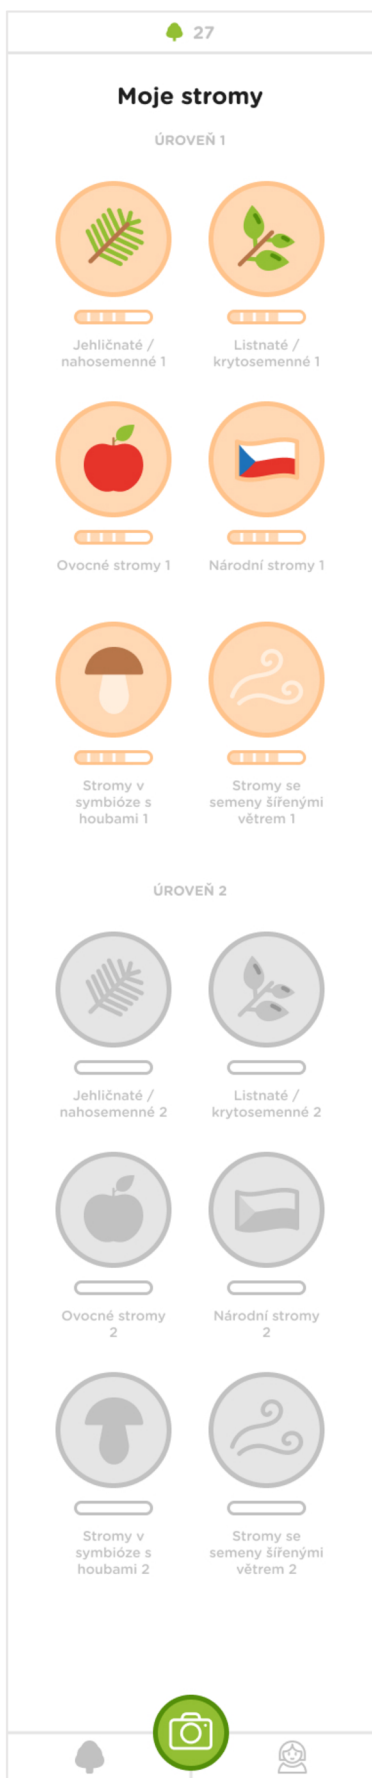 27
Moje stromy
ÚROVEŇ 1
Jehličnaté /
nahosemenné 1
Listnaté /
krytosemenné 1
Ovocné stromy 1
Národní stromy 1
Stromy v
symbióze s
houbami 1
Stromy se
semeny šířenými
větrem 1
ÚROVEŇ 2
Jehličnaté /
nahosemenné 2
Listnaté /
krytosemenné 2
Ovocné stromy
2
Národní stromy
2
Stromy v
symbióze s
houbami 2
Stromy se
semeny šířenými
větrem 2